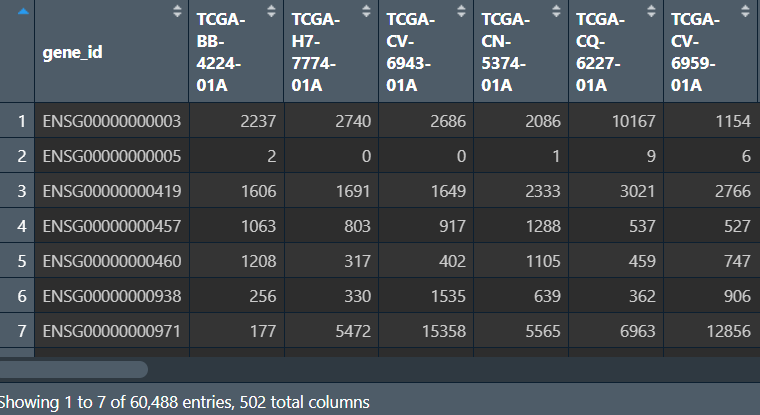 gene_id TCGA-BB-4224-01A TCGA-H7-7774-01A TCGA-CV-6943-01A TCGA-CN-5374-01A TCGA-CQ-6227-01A TCGA-CV-6959-01A
1 ENSG00000000003 2237 2740 2686 2086 10167 1154
2 ENSG00000000005 2 0 0 1 9 6
3 ENSG00000000419 1606 1691 1649 2333 3021 2766
4 ENSG00000000457 1063 803 917 1288 537 527
5 ENSG00000000460 1208 317 402 1105 459 747
6 ENSG00000000938 256 330 1535 639 362 906
7 ENSG00000000971 177 5472 15358 5565 6963 12856
Showing 1 to 7 of 60,488 entries, 502 total columns